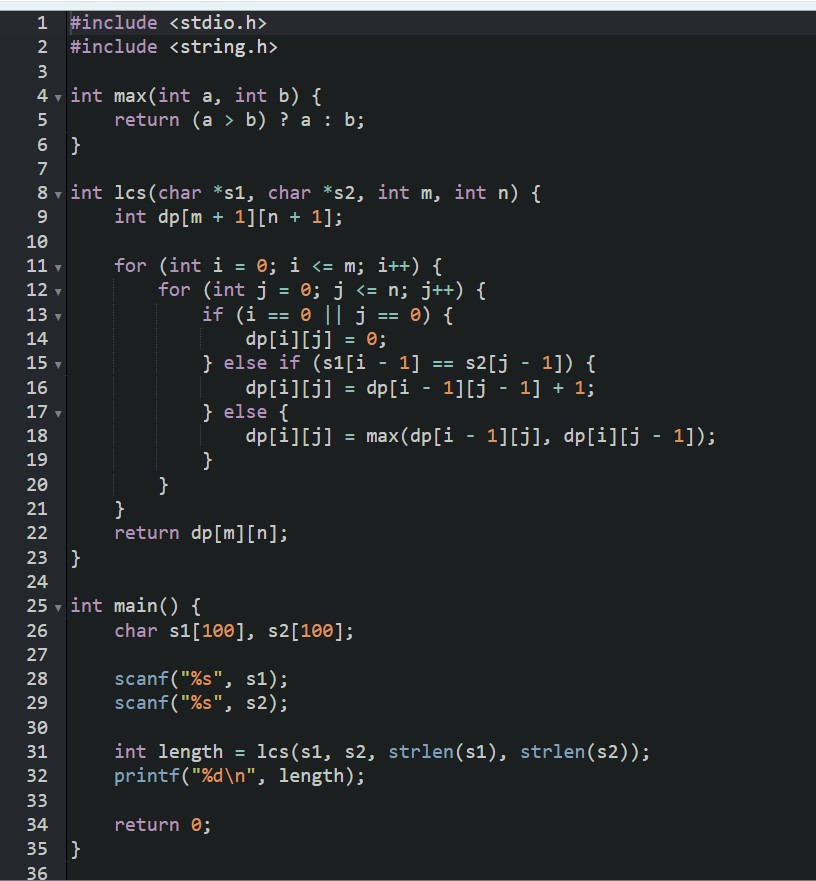 1 #include <stdio.h>
2 #include <string.h>
3
4 int max(int a, int b) {
5     return (a > b) ? a : b;
6 }
7
8 int lcs(char *s1, char *s2, int m, int n) {
9     int dp[m + 1][n + 1];
10
11     for (int i = 0; i <= m; i++) {
12         for (int j = 0; j <= n; j++) {
13             if (i == 0 || j == 0) {
14                 dp[i][j] = 0;
15             } else if (s1[i - 1] == s2[j - 1]) {
16                 dp[i][j] = dp[i - 1][j - 1] + 1;
17             } else {
18                 dp[i][j] = max(dp[i - 1][j], dp[i][j - 1]);
19             }
20         }
21     }
22     return dp[m][n];
23 }
24
25 int main() {
26     char s1[100], s2[100];
27
28     scanf("%s", s1);
29     scanf("%s", s2);
30
31     int length = lcs(s1, s2, strlen(s1), strlen(s2));
32     printf("%d\n", length);
33
34     return 0;
35 }
36